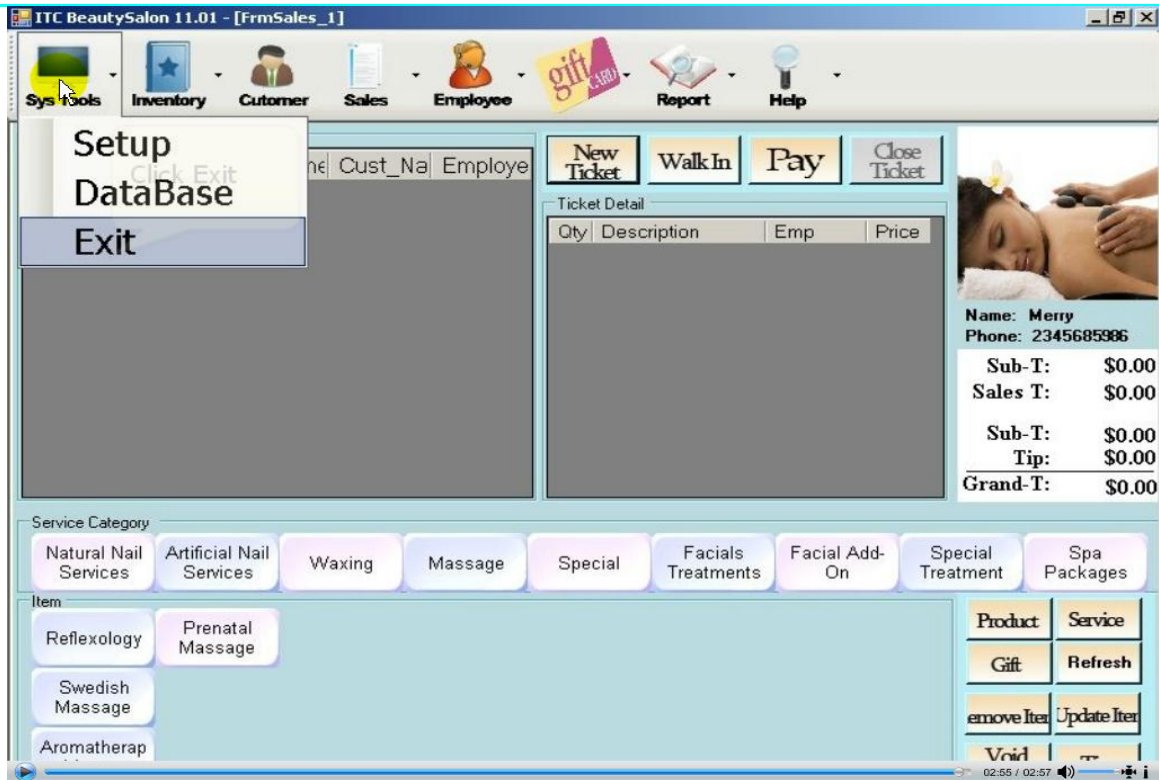 ITC BeautySalon 11.01 - [FrmSales_1]
Sys Tools Inventory Cutomer Sales Employee gift CARD Report Help
Setup
Click Exit
DataBase
Exit
Cust_Na Employe
New Ticket Walk In Pay Close Ticket
Ticket Detail
Qty Description Emp Price
Name: Merry
Phone: 2345685986
Sub-T: $0.00
Sales T: $0.00
Sub-T: $0.00
Tip: $0.00
Grand-T: $0.00
Service Category
Natural Nail Services
Artificial Nail Services
Waxing
Massage
Special
Facials Treatments
Facial Add-On
Special Treatment
Spa Packages
Item
Reflexology
Prenatal Massage
Swedish Massage
Aromatherap
Product Service
Gift Refresh
emove Iter Update Iter
Void
02:55 / 02:57